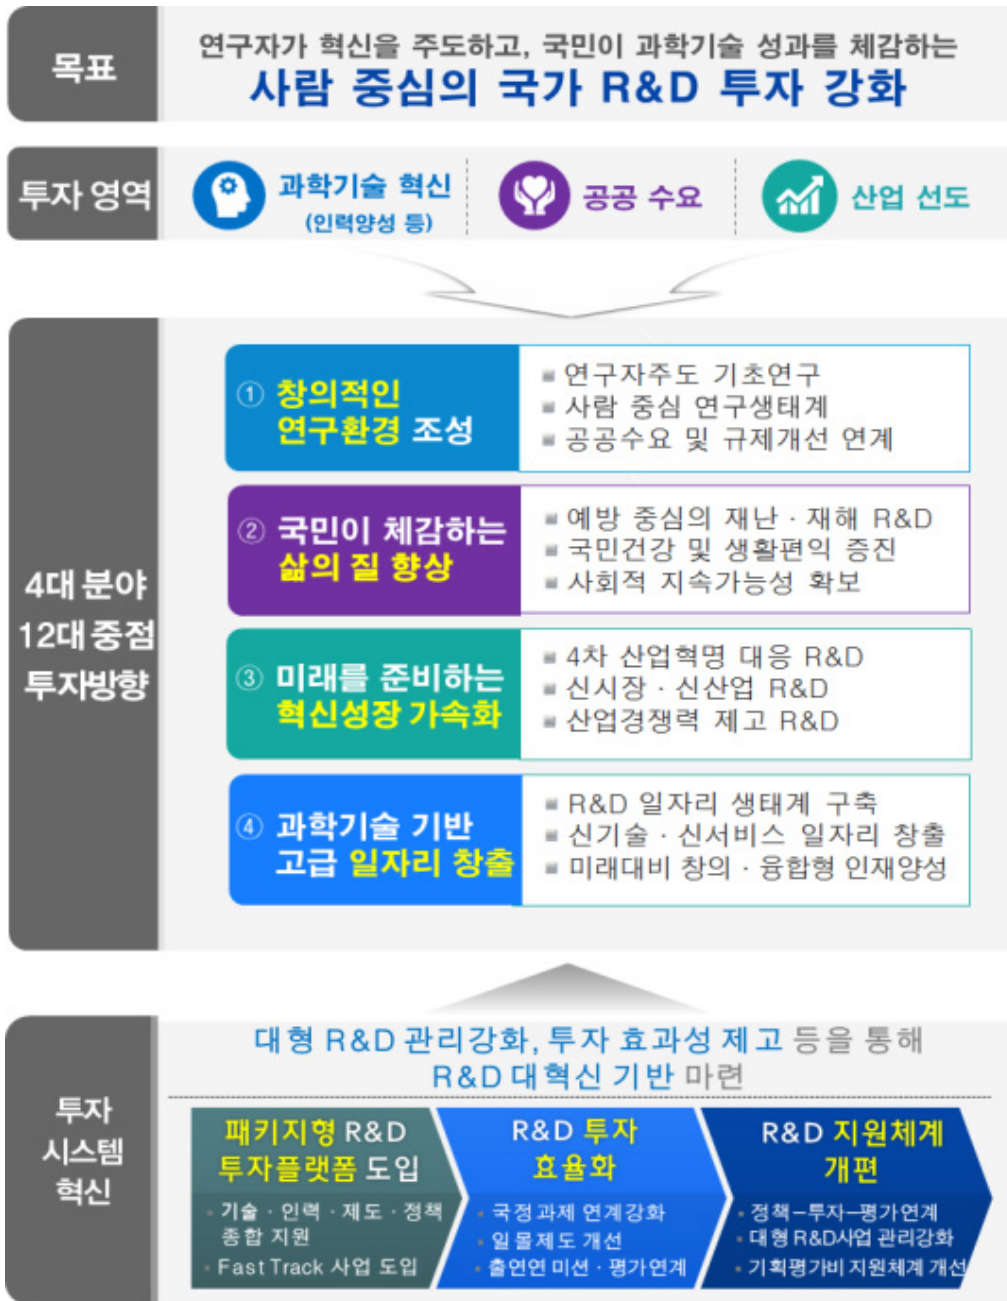 목표
연구자가 혁신을 주도하고, 국민이 과학기술 성과를 체감하는
사람 중심의 국가 R&D 투자 강화
투자 영역
과학기술 혁신
(인력양성 등)
공공 수요
산업 선도
4대 분야
12대 중점
투자방향
① 창의적인
연구환경 조성
연구자주도 기초연구
사람 중심 연구생태계
공공수요 및 규제개선 연계
② 국민이 체감하는
삶의 질 향상
예방 중심의 재난 · 재해 R&D
국민건강 및 생활편익 증진
사회적 지속가능성 확보
③ 미래를 준비하는
혁신성장 가속화
4차 산업혁명 대응 R&D
신시장 · 신산업 R&D
산업경쟁력 제고 R&D
④ 과학기술 기반
고급 일자리 창출
R&D 일자리 생태계 구축
신기술 · 신서비스 일자리 창출
미래대비 창의 · 융합형 인재양성
투자
시스템
혁신
대형 R&D 관리강화, 투자 효과성 제고 등을 통해
R&D 대혁신 기반 마련
패키지형 R&D
투자플랫폼 도입
기술 · 인력 · 제도 · 정책
종합 지원
Fast Track 사업 도입
R&D 투자
효율화
국정과제 연계강화
일몰제도 개선
출연연 미션 · 평가연계
R&D 지원체계
개편
정책–투자–평가연계
대형 R&D사업 관리강화
기획평가비 지원체계 개선